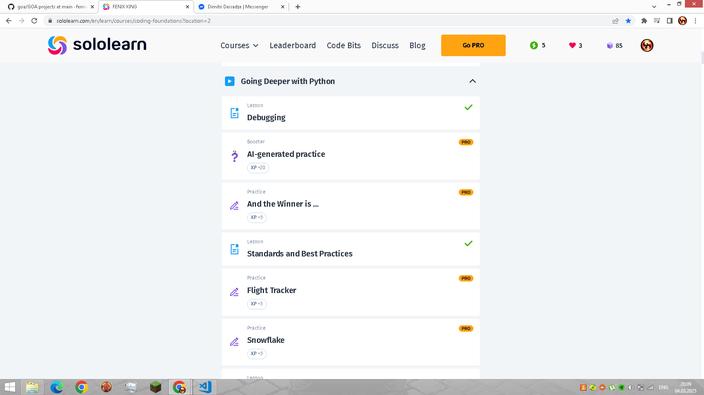 goa/GOA projects at main · fenixki
FENIX KING
Dimitri Dacradze | Messenger
sololearn.com/en/learn/courses/coding-foundations?location=2
sololearn
Courses
Leaderboard
Code Bits
Discuss
Blog
Go PRO
5
3
85
Going Deeper with Python
Lesson
Debugging
Booster
PRO
AI-generated practice
XP +20
Practice
PRO
And the Winner is ...
XP +5
Lesson
Standards and Best Practices
Practice
PRO
Flight Tracker
XP +5
Practice
PRO
Snowflake
XP +5
Lesson
ENG
20:09
04.03.2025